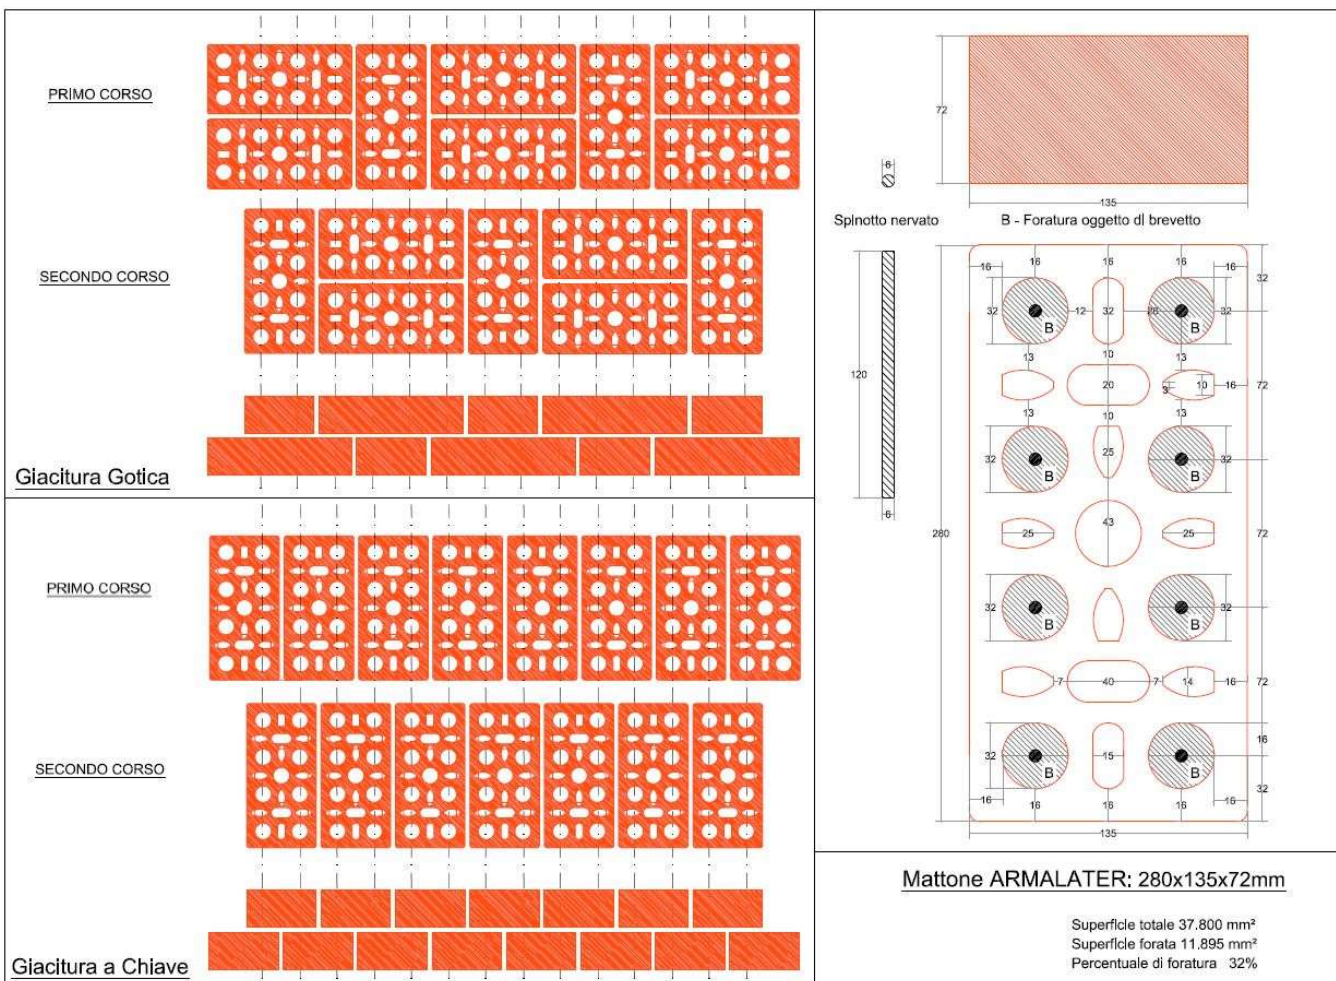 PRIMO CORSO
SECONDO CORSO
Giacitura Gotica
PRIMO CORSO
SECONDO CORSO
Giacitura a Chiave
72
135
6
Spinotto nervato
B - Foratura oggetto di brevetto
120
6
16 16 16
16 16 32
32 12 32 28 32
B B
13 10 13
20 3 10 16 72
13 10 13
32 25 32
B B
280 25 43 25 72
32 32
B B
7 40 7 14 16 72
16
32 15 32
B B
16 16 32
16 16 16
135
Mattone ARMALATER: 280x135x72mm
Superficie totale 37.800 mm²
Superficie forata 11.895 mm²
Percentuale di foratura 32%